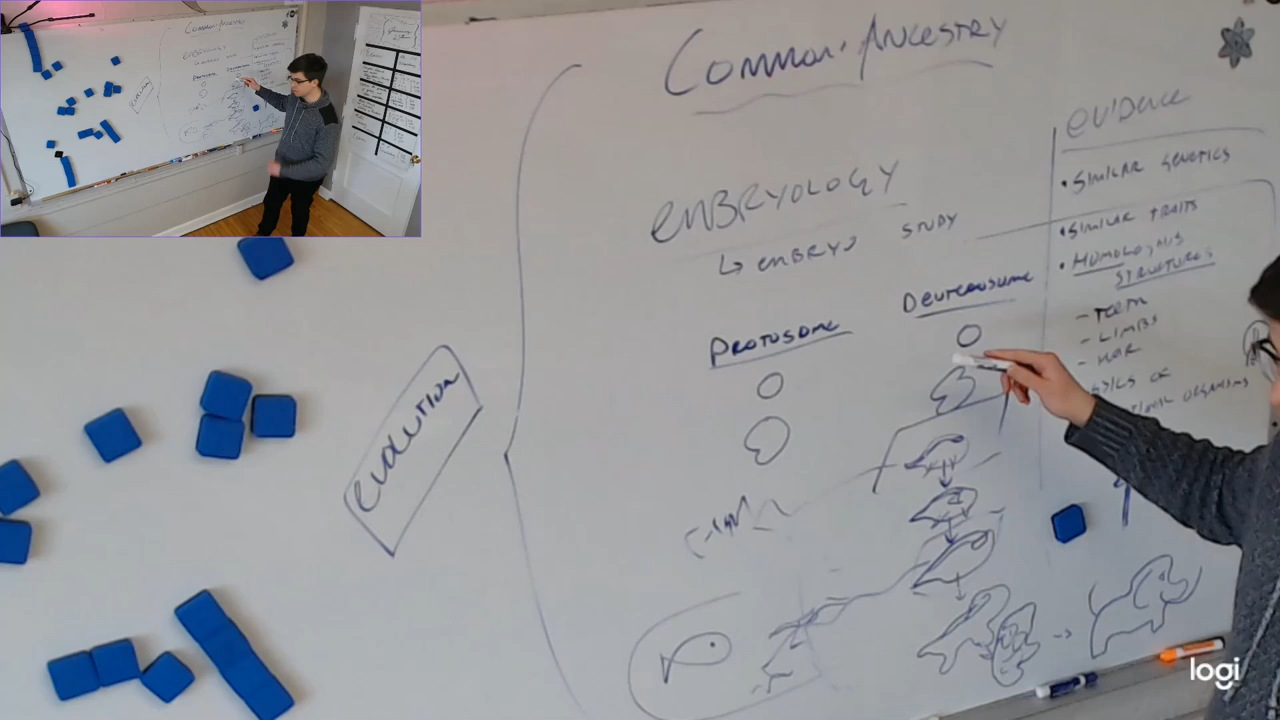 Common Ancestry
EMBRYOLOGY
↳ EMBRYO STUDY
PROTOSOME
DEUTEROSUME
evidence
• SIMILAR GENETICS
• SIMILAR TRAITS
• HOMOLOGOUS
STRUCTURES
- TEETH
- LIMBS
- HAIR
ORGANISMS
EVOLUTION
logi